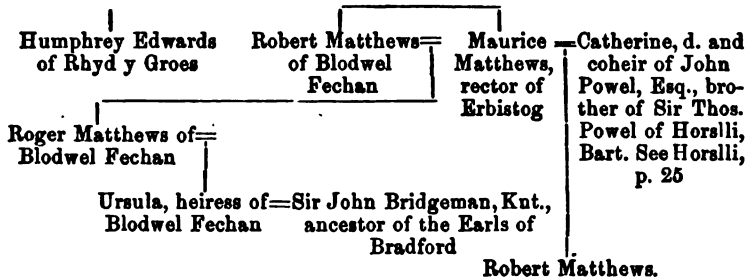 Humphrey Edwards
of Rhyd y Groes
Robert Matthews=
of Blodwel
Fechan
Maurice
Matthews,
rector of
Erbistog
=Catherine, d. and
coheir of John
Powel, Esq., bro-
ther of Sir Thos.
Powel of Horslli,
Bart. See Horslli,
p. 25
Roger Matthews of=
Blodwel Fechan
Ursula, heiress of=Sir John Bridgeman, Knt.,
Blodwel Fechan
ancestor of the Earls of
Bradford
Robert Matthews.